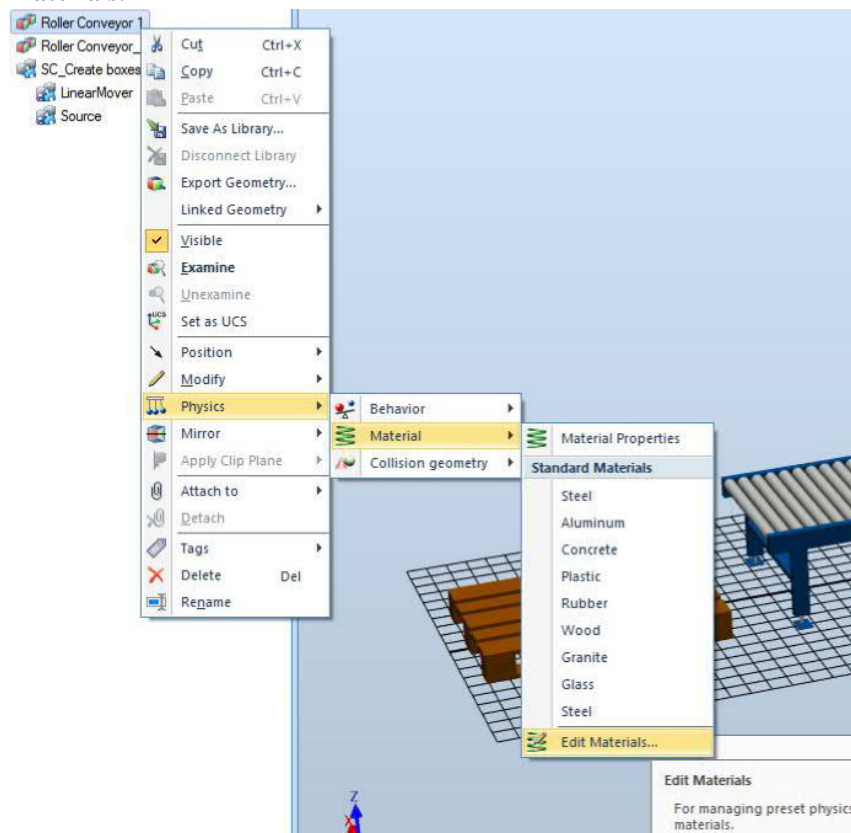 Roller Conveyor 1
Roller Conveyor_
SC_Create boxes
LinearMover
Source
Cut Ctrl+X
Copy Ctrl+C
Paste Ctrl+V
Save As Library...
Disconnect Library
Export Geometry...
Linked Geometry
Visible
Examine
Unexamine
UCS
Set as UCS
Position
Modify
Physics
Mirror
Apply Clip Plane
Attach to
Detach
Tags
Delete Del
Rename
Behavior
Material
Collision geometry
Material Properties
Standard Materials
Steel
Aluminum
Concrete
Plastic
Rubber
Wood
Granite
Glass
Steel
Edit Materials...
Edit Materials
For managing preset physics
materials.
Z
X